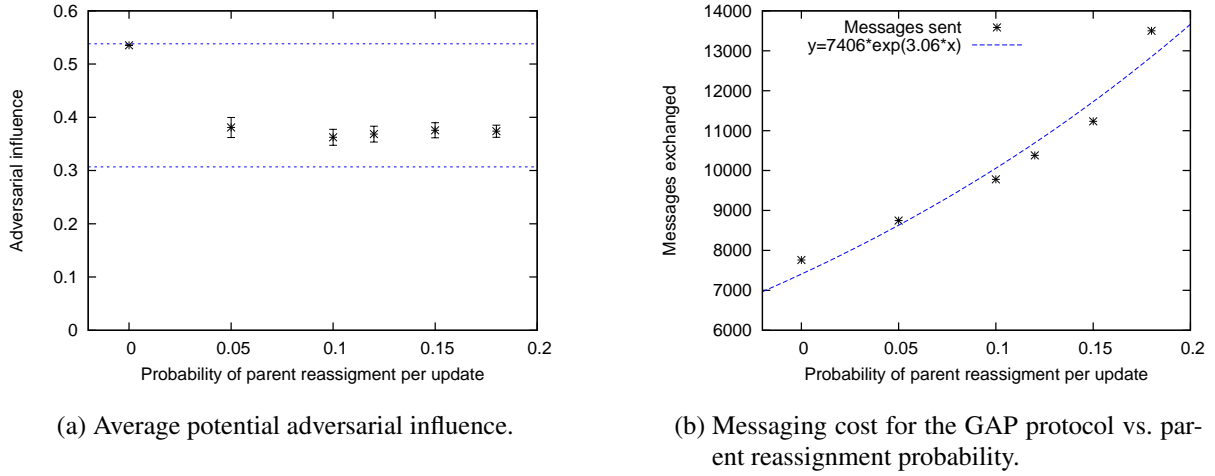 0.6
0.5
0.4
0.3
0.2
0.1
0
0
0.05
0.1
0.15
0.2
Adversarial influence
Probability of parent reassigment per update
(a) Average potential adversarial influence.
14000
13000
12000
11000
10000
9000
8000
7000
6000
0
0.05
0.1
0.15
0.2
Messages exchanged
Probability of parent reassigment per update
Messages sent
y=7406*exp(3.06*x)
(b) Messaging cost for the GAP protocol vs. par-
ent reassignment probability.